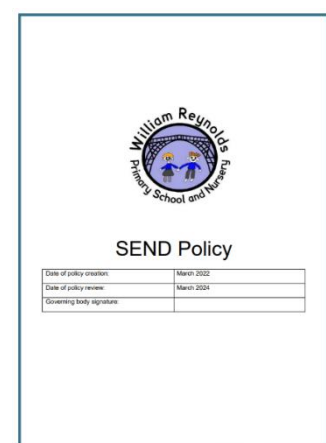 William Reynolds
Primary School and Nursery
SEND Policy
Date of policy creation: March 2022
Date of policy review: March 2024
Governing body signature: